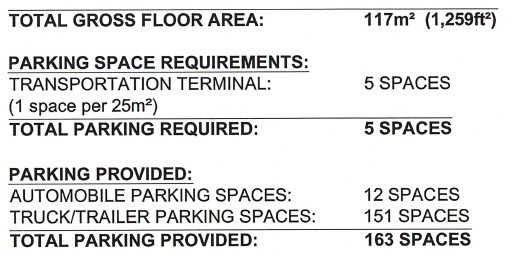 TOTAL GROSS FLOOR AREA: 117m² (1,259ft²)
PARKING SPACE REQUIREMENTS:
TRANSPORTATION TERMINAL: 5 SPACES
(1 space per 25m²)
TOTAL PARKING REQUIRED: 5 SPACES
PARKING PROVIDED:
AUTOMOBILE PARKING SPACES: 12 SPACES
TRUCK/TRAILER PARKING SPACES: 151 SPACES
TOTAL PARKING PROVIDED: 163 SPACES